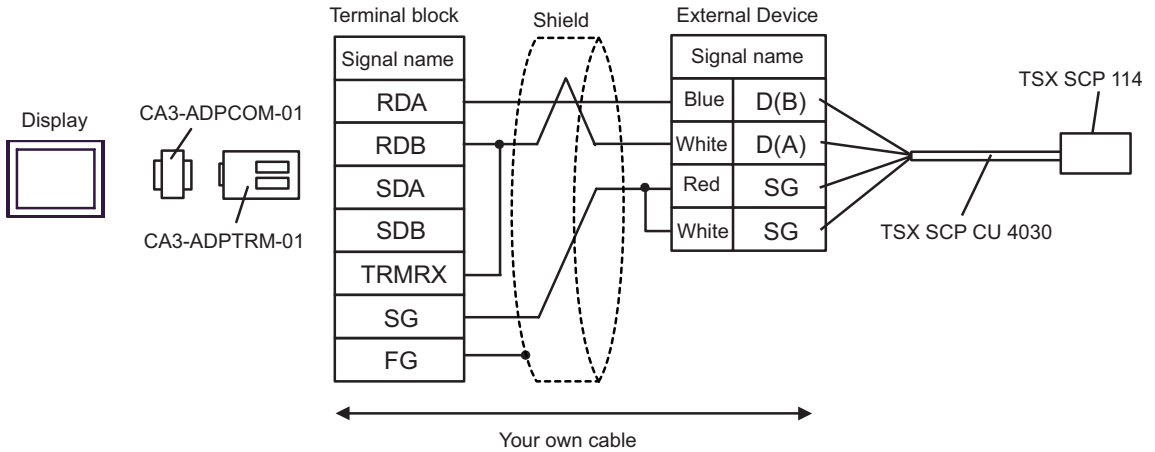 Terminal block
Shield
External Device
Signal name
Signal name
TSX SCP 114
Display
CA3-ADPCOM-01
RDA
Blue
D(B)
RDB
White
D(A)
SDA
Red
SG
SDB
White
SG
CA3-ADPTRM-01
TSX SCP CU 4030
TRMRX
SG
FG
Your own cable